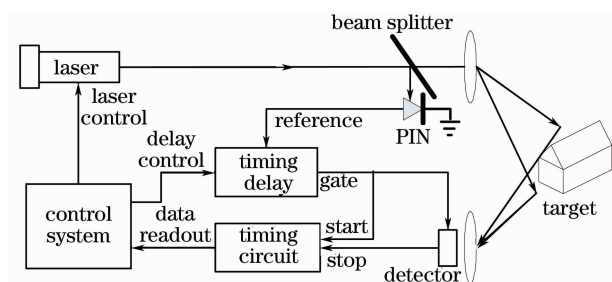 beam splitter
laser
laser
control
reference
PIN
delay
control
timing
delay
gate
target
control
system
data
readout
timing
circuit
start
stop
detector